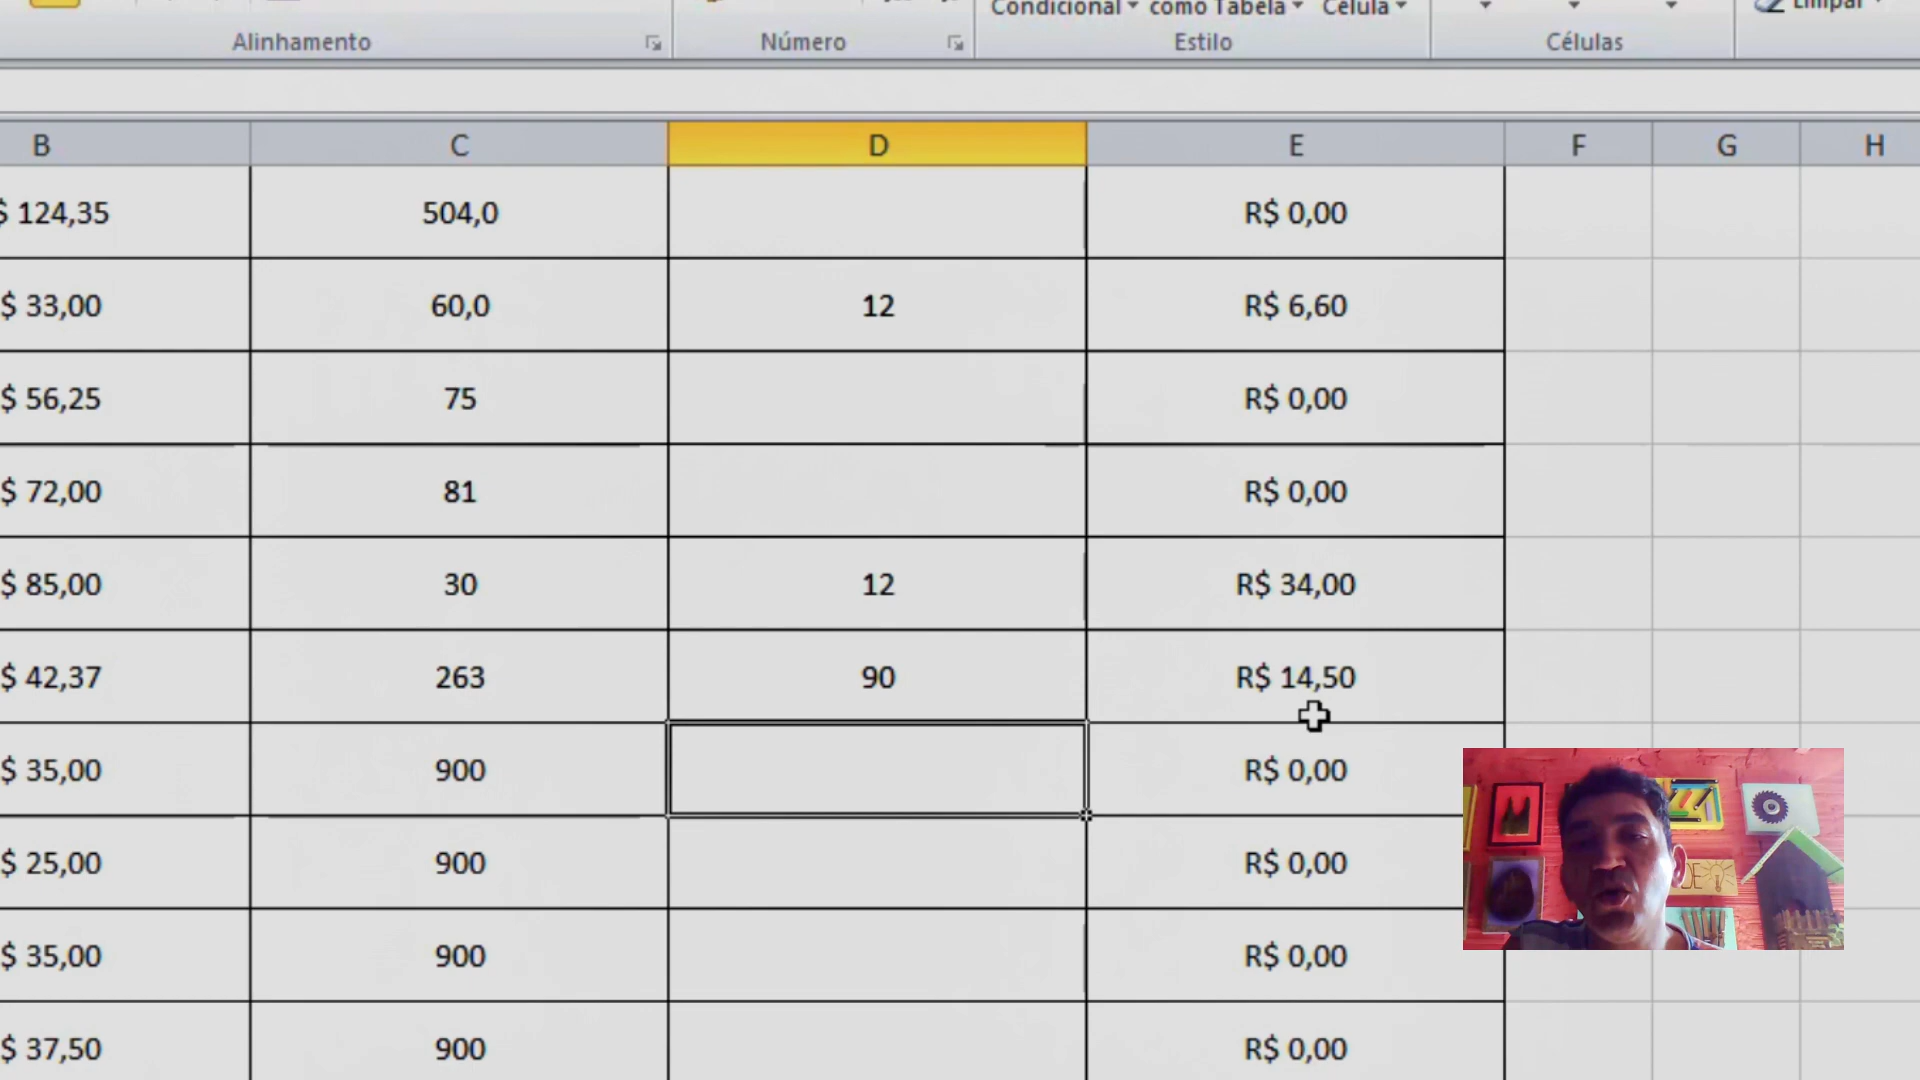 Condicional como Tabela Célula Limpar
Alinhamento Número Estilo Células
B C D E F G H
$ 124,35 504,0 R$ 0,00
$ 33,00 60,0 12 R$ 6,60
$ 56,25 75 R$ 0,00
$ 72,00 81 R$ 0,00
$ 85,00 30 12 R$ 34,00
$ 42,37 263 90 R$ 14,50
$ 35,00 900 R$ 0,00
$ 25,00 900 R$ 0,00
DE
$ 35,00 900 R$ 0,00
$ 37,50 900 R$ 0,00